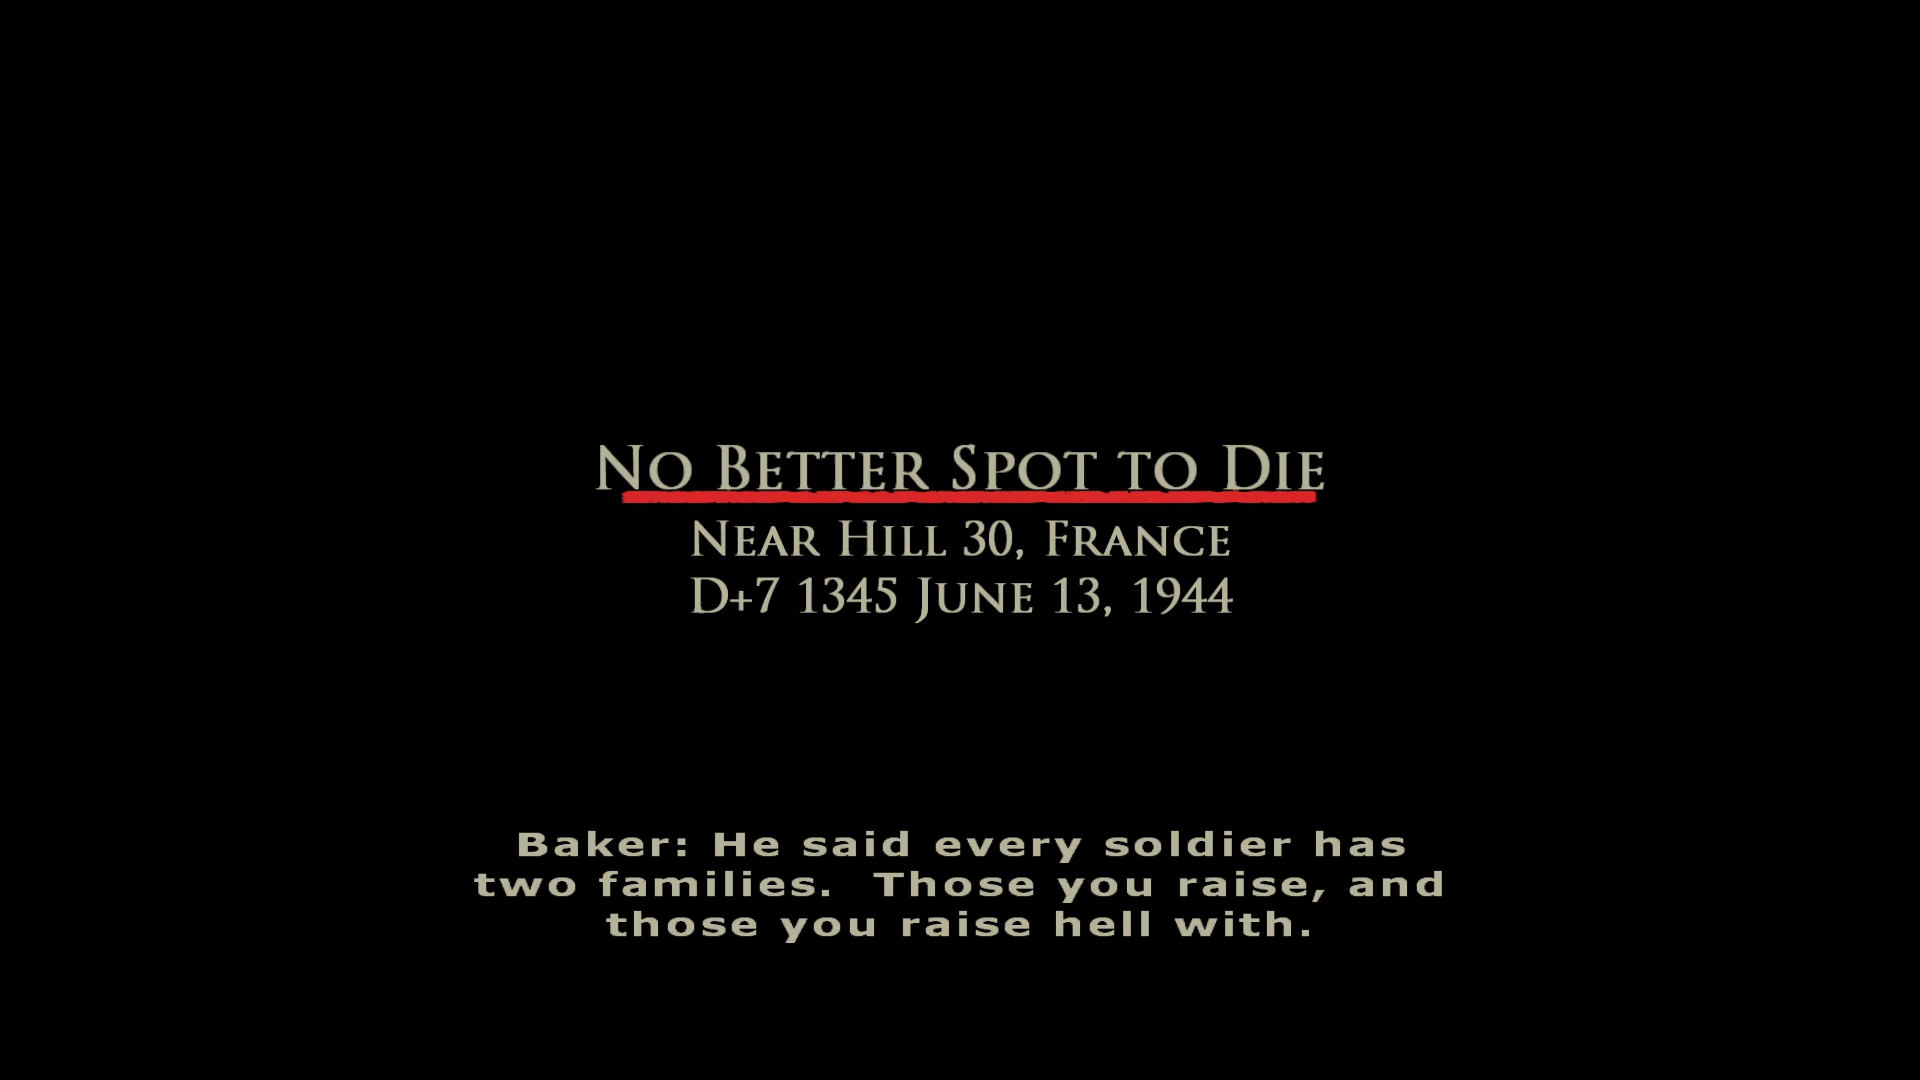 No Better Spot to Die
Near Hill 30, France
D+7 1345 June 13, 1944
Baker: He said every soldier has
two families.  Those you raise, and
those you raise hell with.